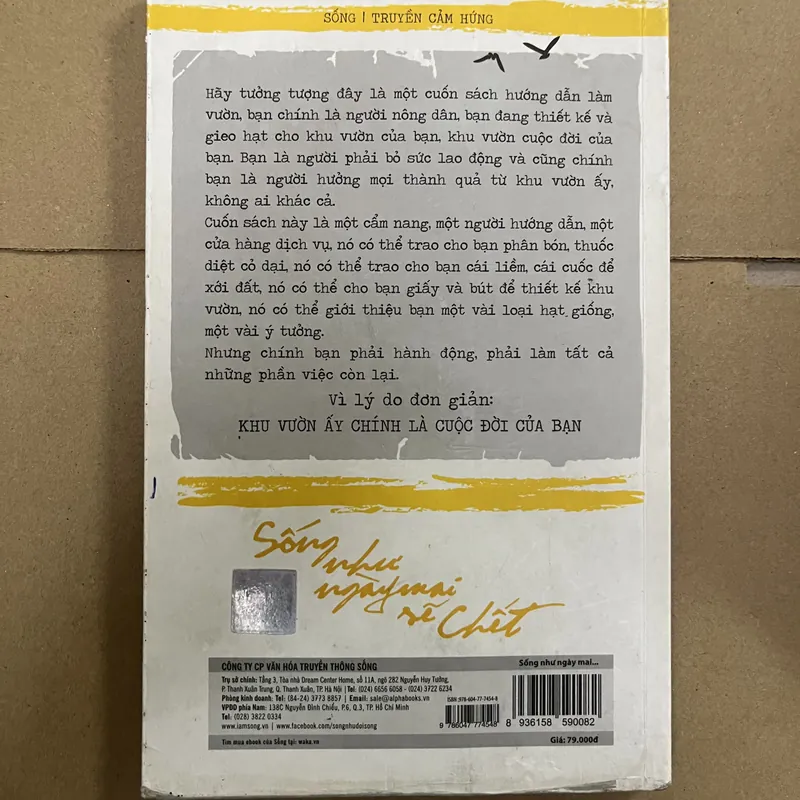 SỐNG | TRUYỀN CẢM HỨNG
Hãy tưởng tượng đây là một cuốn sách hướng dẫn làm
vườn, bạn chính là người nông dân, bạn đang thiết kế và
gieo hạt cho khu vườn của bạn, khu vườn cuộc đời của
bạn. Bạn là người phải bỏ sức lao động và cũng chính
bạn là người hưởng mọi thành quả từ khu vườn ấy,
không ai khác cả.
Cuốn sách này là một cẩm nang, một người hướng dẫn, một
cửa hàng dịch vụ, nó có thể trao cho bạn phân bón, thuốc
diệt cỏ dại, nó có thể trao cho bạn cái liềm, cái cuốc để
xới đất, nó có thể cho bạn giấy và bút để thiết kế khu
vườn, nó có thể giới thiệu bạn một vài loại hạt giống,
một vài ý tưởng.
Nhưng chính bạn phải hành động, phải làm tất cả
những phần việc còn lại.
Vì lý do đơn giản:
KHU VƯỜN ẤY CHÍNH LÀ CUỘC ĐỜI CỦA BẠN
Sống
như
ngày mai
sẽ Chết
CÔNG TY CP VĂN HÓA TRUYỀN THÔNG SỐNG
Trụ sở chính: Tầng 3, Tòa nhà Dream Center Home, số 11A, ngõ 282 Nguyễn Huy Tưởng,
P. Thanh Xuân Trung, Q. Thanh Xuân, TP. Hà Nội | Tel: (024) 6656 6058 - (024) 3722 6234
Phòng kinh doanh: Tel: (84-24) 3773 8857 | Email: sale@alphabooks.vn
VPĐD phía Nam: 138C Nguyễn Đình Chiểu, P.6, Q.3, TP. Hồ Chí Minh
Tel: (028) 3822 0334
www.iamsong.vn | www.facebook.com/songnhudoisong
Tìm mua ebook của Sống tại: waka.vn
Sống như ngày mai...
ISBN: 978-604-77-7454-8
9 786047 774548
8 936158 590082
Giá: 79.000đ